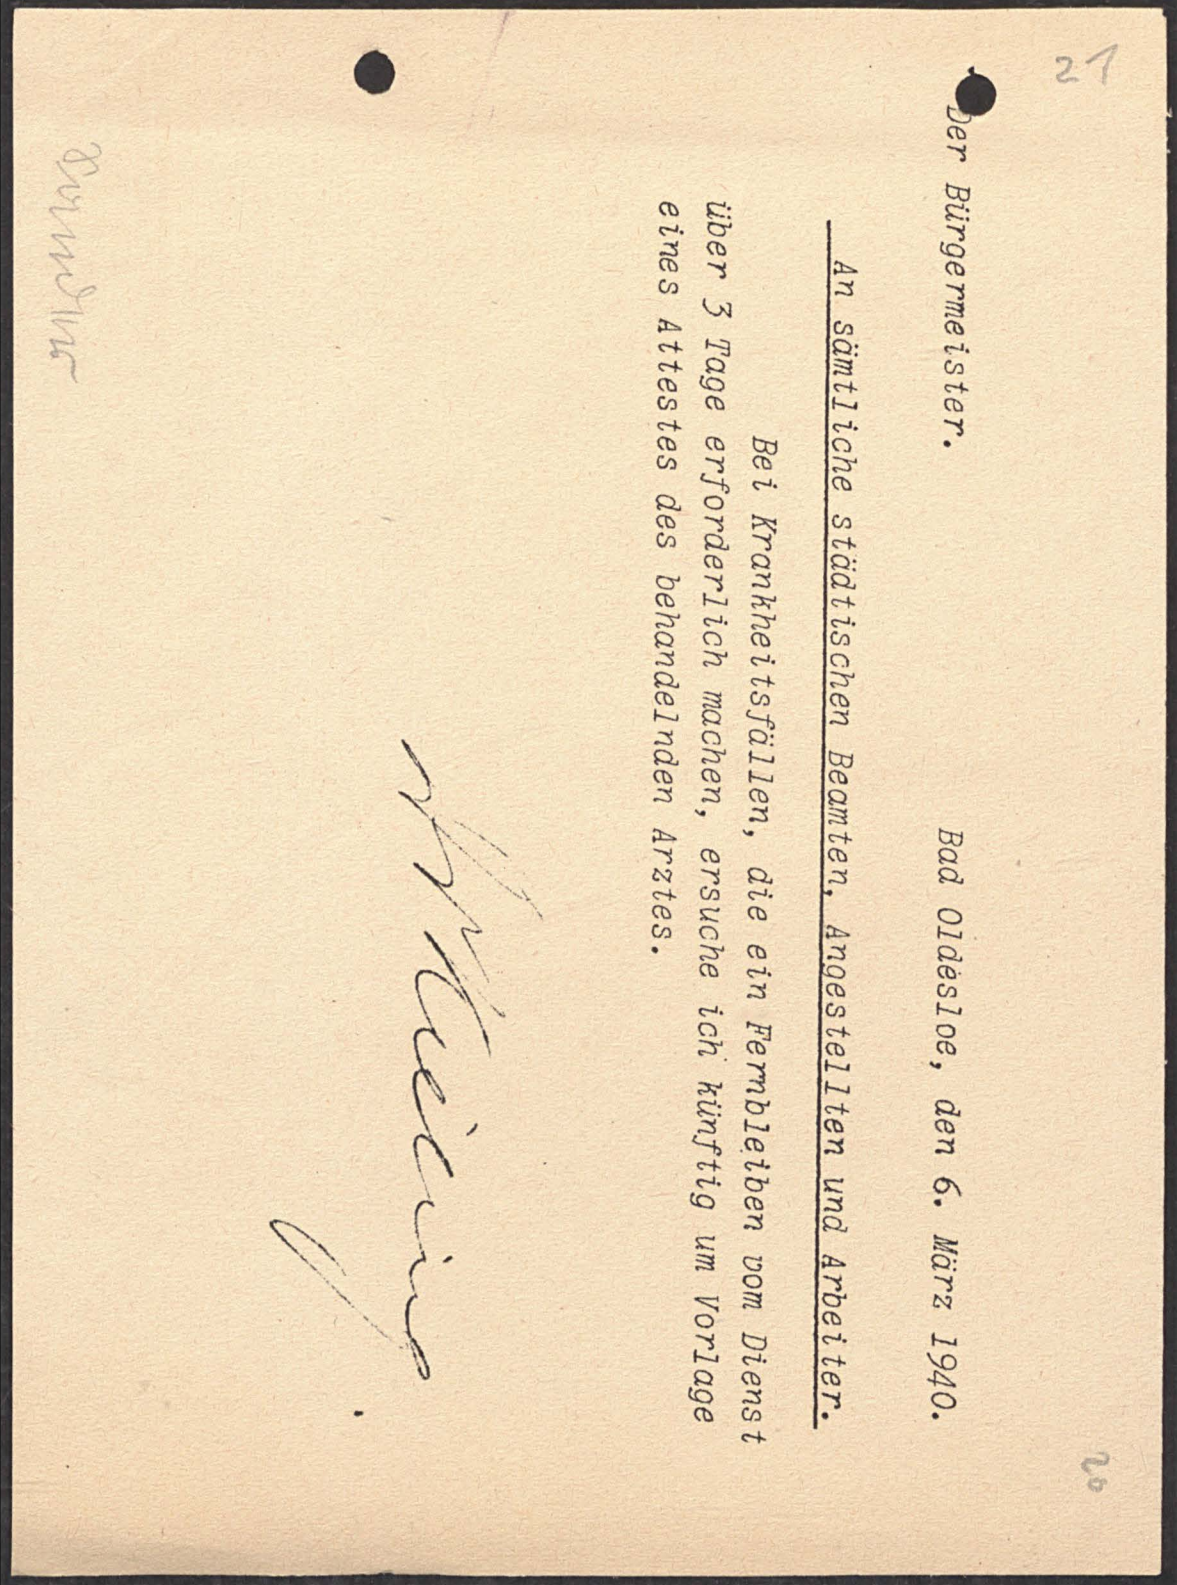 21
Der Bürgermeister.
Bad Oldesloe, den 6. März 1940.
20
An sämtliche städtischen Beamten, Angestellten und Arbeiter.
Bei Krankheitsfällen, die ein Fernbleiben vom Dienst
über 3 Tage erforderlich machen, ersuche ich künftig um Vorlage
eines Attestes des behandelnden Arztes.